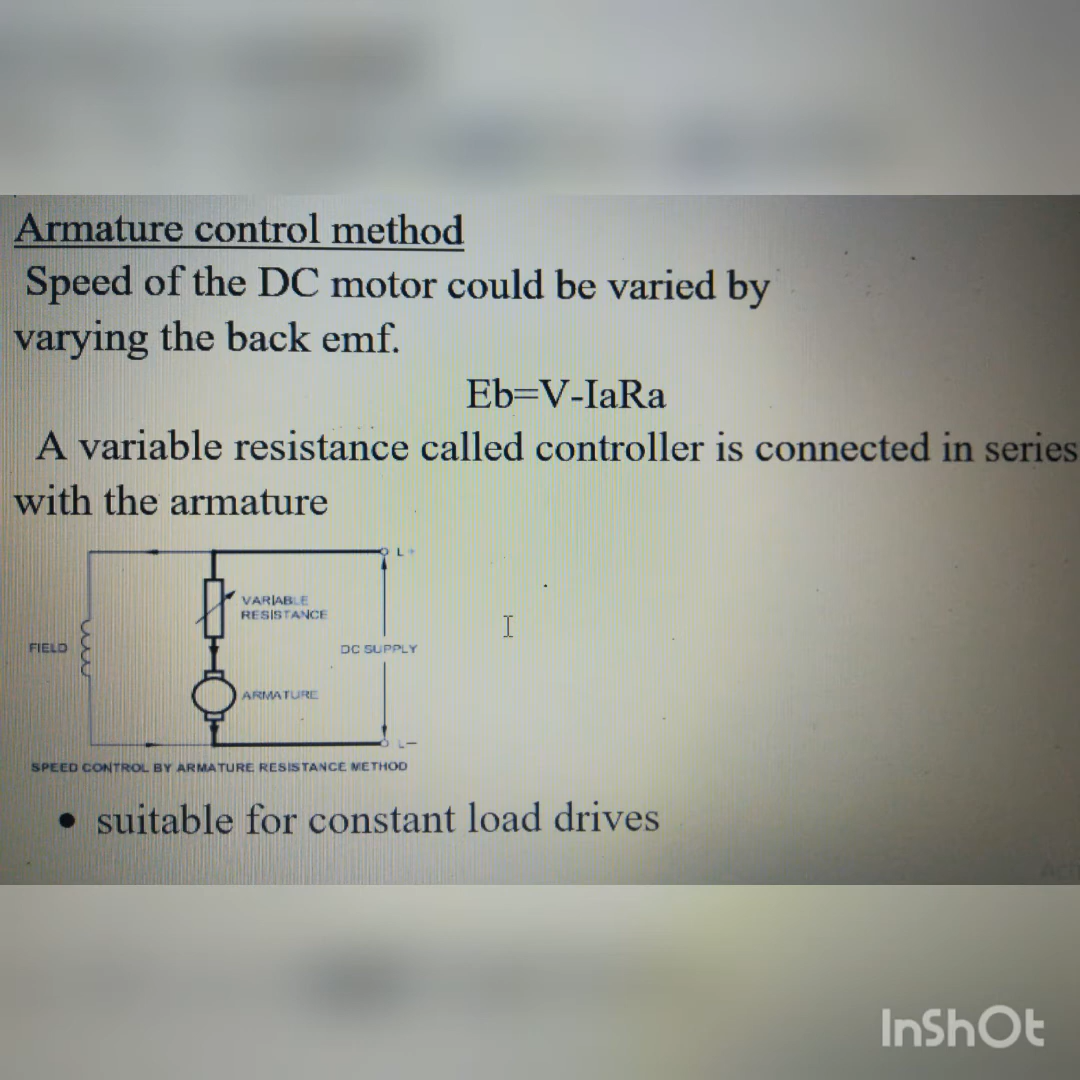 Armature control method
Speed of the DC motor could be varied by
varying the back emf.
Eb=V-IaRa
A variable resistance called controller is connected in series
with the armature
L+
VARIABLE
RESISTANCE
FIELD
DC SUPPLY
ARMATURE
L−
SPEED CONTROL BY ARMATURE RESISTANCE METHOD
• suitable for constant load drives
InShOt